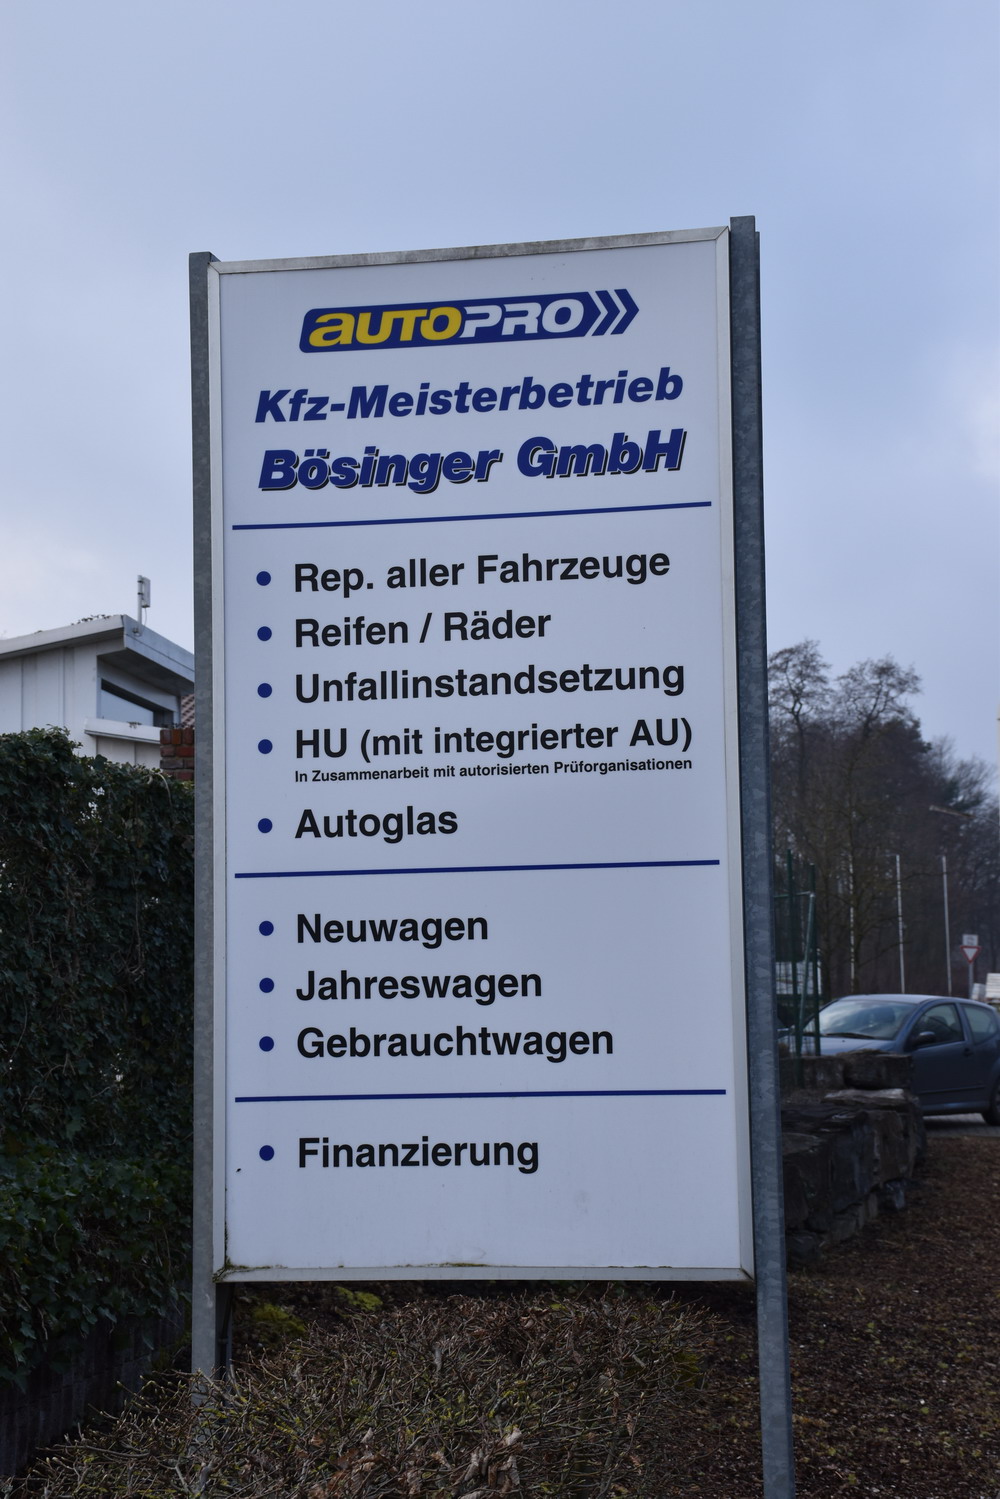 autoPRO
Kfz-Meisterbetrieb
Bösinger GmbH
• Rep. aller Fahrzeuge
• Reifen / Räder
• Unfallinstandsetzung
• HU (mit integrierter AU)
In Zusammenarbeit mit autorisierten Prüforganisationen
• Autoglas
• Neuwagen
• Jahreswagen
• Gebrauchtwagen
• Finanzierung